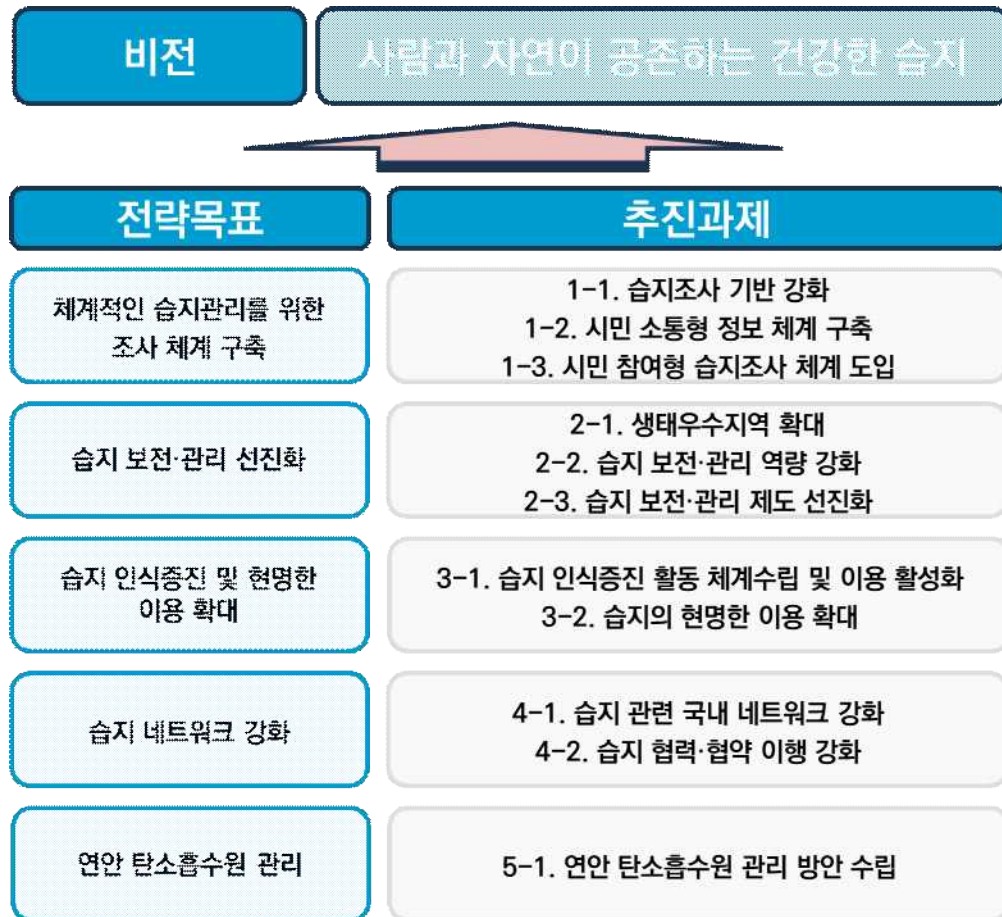 비전
사람과 자연이 공존하는 건강한 습지
전략목표
추진과제
체계적인 습지관리를 위한
조사 체계 구축
1-1. 습지조사 기반 강화
1-2. 시민 소통형 정보 체계 구축
1-3. 시민 참여형 습지조사 체계 도입
습지 보전·관리 선진화
2-1. 생태우수지역 확대
2-2. 습지 보전·관리 역량 강화
2-3. 습지 보전·관리 제도 선진화
습지 인식증진 및 현명한
이용 확대
3-1. 습지 인식증진 활동 체계수립 및 이용 활성화
3-2. 습지의 현명한 이용 확대
습지 네트워크 강화
4-1. 습지 관련 국내 네트워크 강화
4-2. 습지 협력·협약 이행 강화
연안 탄소흡수원 관리
5-1. 연안 탄소흡수원 관리 방안 수립